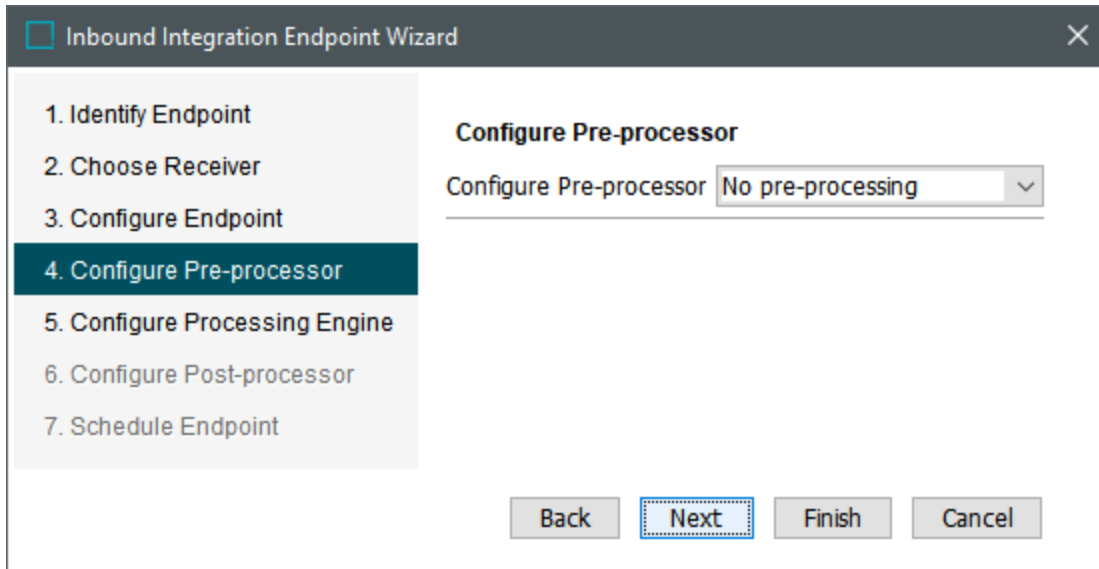 Inbound Integration Endpoint Wizard
1. Identify Endpoint
2. Choose Receiver
3. Configure Endpoint
4. Configure Pre-processor
5. Configure Processing Engine
6. Configure Post-processor
7. Schedule Endpoint
Configure Pre-processor
Configure Pre-processor No pre-processing
Back Next Finish Cancel